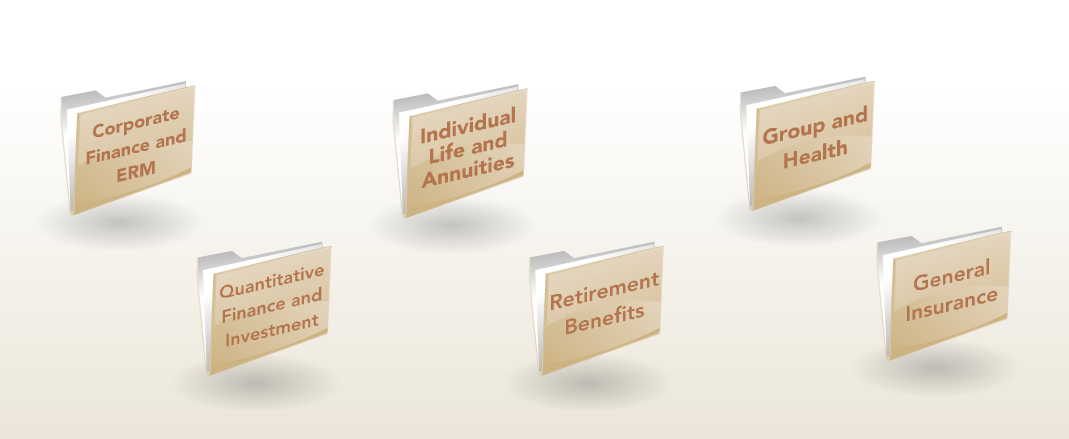 Corporate
Finance and
ERM
Individual
Life and
Annuities
Group and
Health
Quantitative
Finance and
Investment
Retirement
Benefits
General
Insurance